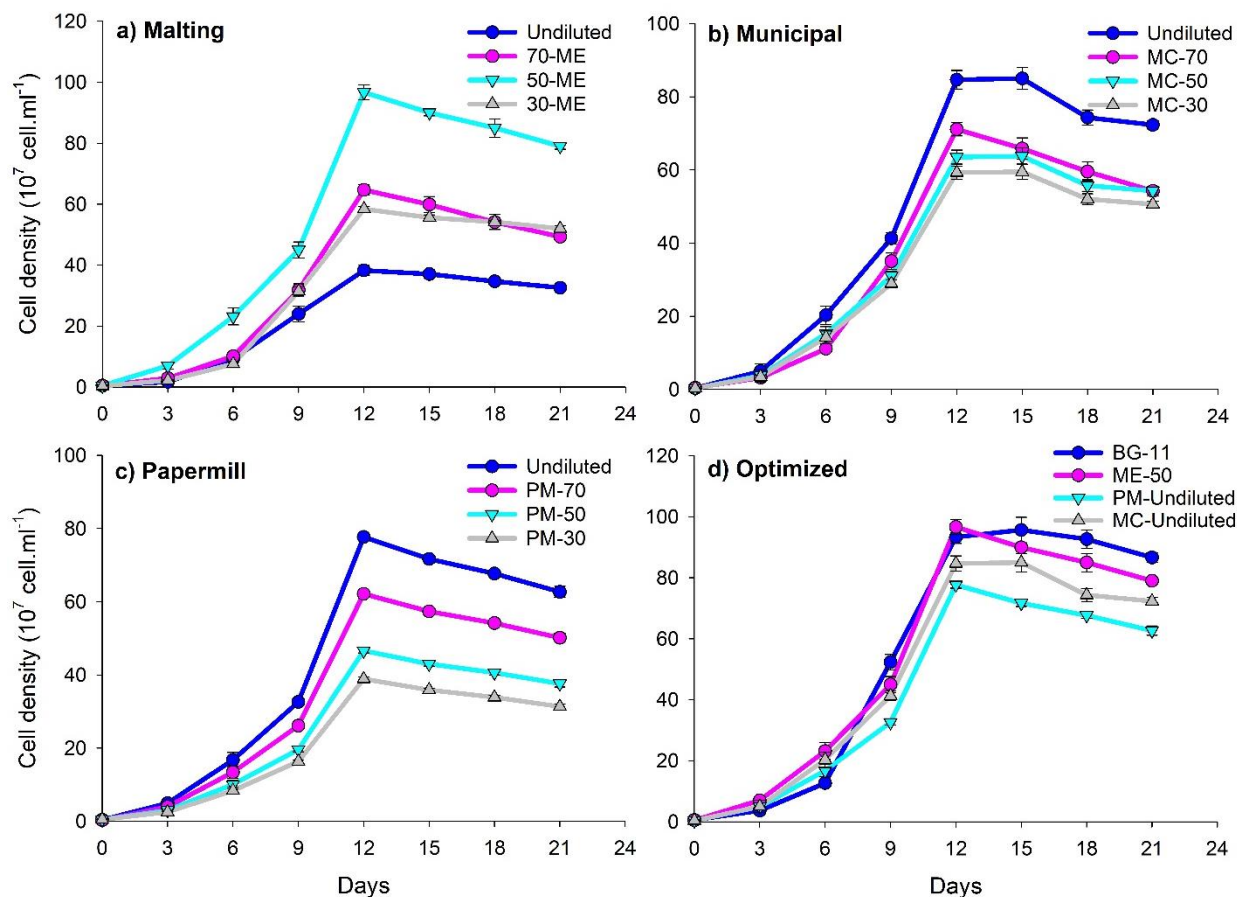 a) Malting
Undiluted
70-ME
50-ME
30-ME
Cell density (10⁷ cell.ml⁻¹)
120
100
80
60
40
20
0
0 3 6 9 12 15 18 21 24
b) Municipal
Undiluted
MC-70
MC-50
MC-30
100
80
60
40
20
0
0 3 6 9 12 15 18 21 24
c) Papermill
Undiluted
PM-70
PM-50
PM-30
Cell density (10⁷ cell.ml⁻¹)
100
80
60
40
20
0
0 3 6 9 12 15 18 21 24
Days
d) Optimized
BG-11
ME-50
PM-Undiluted
MC-Undiluted
120
100
80
60
40
20
0
0 3 6 9 12 15 18 21 24
Days